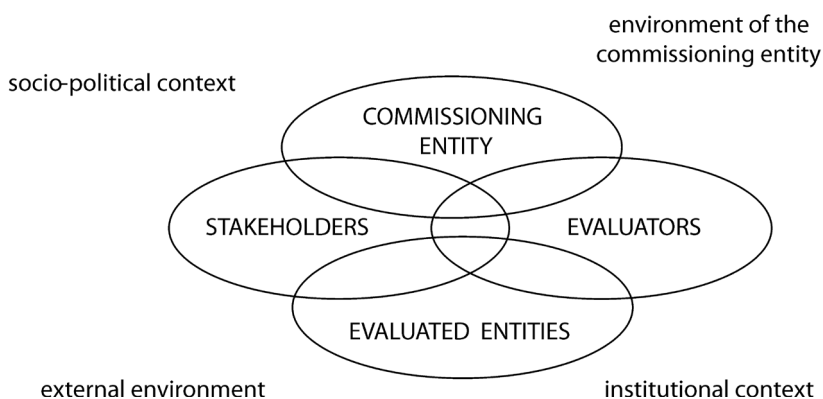 environment of the
commissioning entity
socio-political context
COMMISSIONING
ENTITY
STAKEHOLDERS
EVALUATORS
EVALUATED ENTITIES
external environment
institutional context